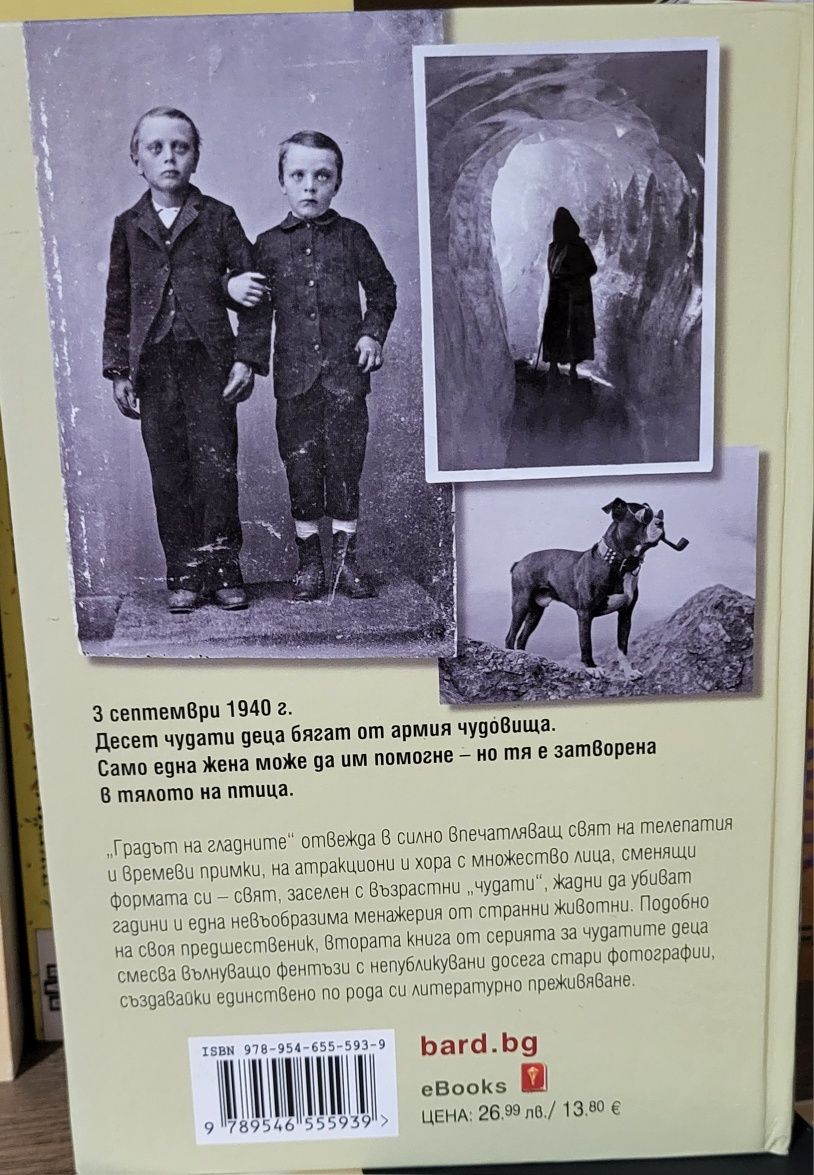 3 септември 1940 г.
Десет чудати деца бягат от армия чудовища.
Само една жена може да им помогне – но тя е затворена
в тялото на птица.
„Градът на гладните“ отвежда в силно впечатляващ свят на телепатия
и времеви примки, на атракциони и хора с множество лица, сменящи
формата си – свят, заселен с възрастни „чудати“, жадни да убиват
гадини и една невъобразима менажерия от странни животни. Подобно
на своя предшественик, втората книга от серията за чудатите деца
смесва вълнуващо фентъзи с непубликувани досега стари фотографии,
създавайки единствено по рода си литературно преживяване.
ISBN 978-954-655-593-9
9 789546 555939 >
bard.bg
eBooks
ЦЕНА: 26.99 лв./ 13.80 €